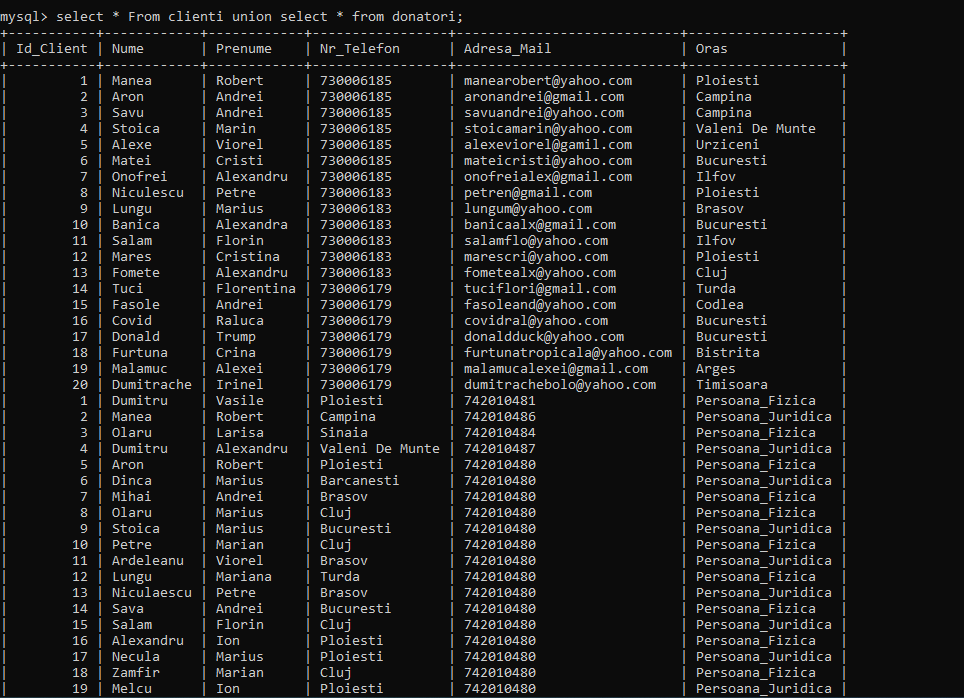 mysql> select * From clienti union select * from donatori;
+-----------+------------+------------+-----------------+----------------------------+-------------------+
| Id_Client | Nume       | Prenume    | Nr_Telefon      | Adresa_Mail                | Oras              |
+-----------+------------+------------+-----------------+----------------------------+-------------------+
|         1 | Manea      | Robert     | 730006185       | manearobert@yahoo.com      | Ploiesti          |
|         2 | Aron       | Andrei     | 730006185       | aronandrei@gmail.com       | Campina           |
|         3 | Savu       | Andrei     | 730006185       | savuandrei@yahoo.com       | Campina           |
|         4 | Stoica     | Marin      | 730006185       | stoicamarin@yahoo.com      | Valeni De Munte   |
|         5 | Alexe      | Viorel     | 730006185       | alexeviorel@gamil.com      | Urziceni          |
|         6 | Matei      | Cristi     | 730006185       | mateicristi@yahoo.com      | Bucuresti         |
|         7 | Onofrei    | Alexandru  | 730006185       | onofreialex@gmail.com      | Ilfov             |
|         8 | Niculescu  | Petre      | 730006183       | petren@gmail.com           | Ploiesti          |
|         9 | Lungu      | Marius     | 730006183       | lungum@yahoo.com           | Brasov            |
|        10 | Banica     | Alexandra  | 730006183       | banicaalx@gmail.com        | Bucuresti         |
|        11 | Salam      | Florin     | 730006183       | salamflo@yahoo.com         | Ilfov             |
|        12 | Mares      | Cristina   | 730006183       | marescri@yahoo.com         | Ploiesti          |
|        13 | Fomete     | Alexandru  | 730006183       | fometealx@yahoo.com        | Cluj              |
|        14 | Tuci       | Florentina | 730006179       | tuciflori@gmail.com        | Turda             |
|        15 | Fasole     | Andrei     | 730006179       | fasoleand@yahoo.com        | Codlea            |
|        16 | Covid      | Raluca     | 730006179       | covidral@yahoo.com         | Bucuresti         |
|        17 | Donald     | Trump      | 730006179       | donaldduck@yahoo.com       | Bucuresti         |
|        18 | Furtuna    | Crina      | 730006179       | furtunatropicala@yahoo.com | Bistrita          |
|        19 | Malamuc    | Alexei     | 730006179       | malamucalexei@gmail.com    | Arges             |
|        20 | Dumitrache | Irinel     | 730006179       | dumitrachebolo@yahoo.com   | Timisoara         |
|         1 | Dumitru    | Vasile     | Ploiesti        | 742010481                  | Persoana_Fizica   |
|         2 | Manea      | Robert     | Campina         | 742010486                  | Persoana_Juridica |
|         3 | Olaru      | Larisa     | Sinaia          | 742010484                  | Persoana_Fizica   |
|         4 | Dumitru    | Alexandru  | Valeni De Munte | 742010487                  | Persoana_Juridica |
|         5 | Aron       | Robert     | Ploiesti        | 742010480                  | Persoana_Fizica   |
|         6 | Dinca      | Marius     | Barcanesti      | 742010480                  | Persoana_Juridica |
|         7 | Mihai      | Andrei     | Brasov          | 742010480                  | Persoana_Fizica   |
|         8 | Olaru      | Marius     | Cluj            | 742010480                  | Persoana_Fizica   |
|         9 | Stoica     | Marius     | Bucuresti       | 742010480                  | Persoana_Juridica |
|        10 | Petre      | Marian     | Cluj            | 742010480                  | Persoana_Fizica   |
|        11 | Ardeleanu  | Viorel     | Brasov          | 742010480                  | Persoana_Juridica |
|        12 | Lungu      | Mariana    | Turda           | 742010480                  | Persoana_Fizica   |
|        13 | Niculaescu | Petre      | Brasov          | 742010480                  | Persoana_Juridica |
|        14 | Sava       | Andrei     | Bucuresti       | 742010480                  | Persoana_Fizica   |
|        15 | Salam      | Florin     | Cluj            | 742010480                  | Persoana_Juridica |
|        16 | Alexandru  | Ion        | Ploiesti        | 742010480                  | Persoana_Fizica   |
|        17 | Necula     | Marius     | Ploiesti        | 742010480                  | Persoana_Juridica |
|        18 | Zamfir     | Marian     | Cluj            | 742010480                  | Persoana_Fizica   |
|        19 | Melcu      | Ion        | Ploiesti        | 742010480                  | Persoana_Juridica |